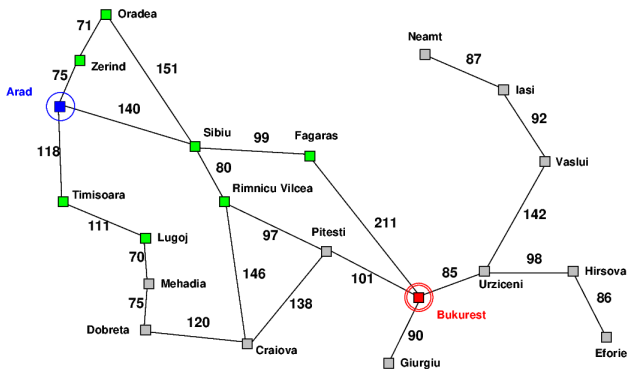 Oradea
71
Neamt
87
Zerind
75
151
Iasi
Arad
140
92
Sibiu
99
Fagaras
118
80
Vaslui
Timisoara
Rimnicu Vilcea
111
97
Pitesti
211
142
Lugoj
70
146
101
85
98
Hirsova
Mehadia
Urziceni
75
138
86
Bukurest
120
90
Dobreta
Craiova
Eforie
Giurgiu